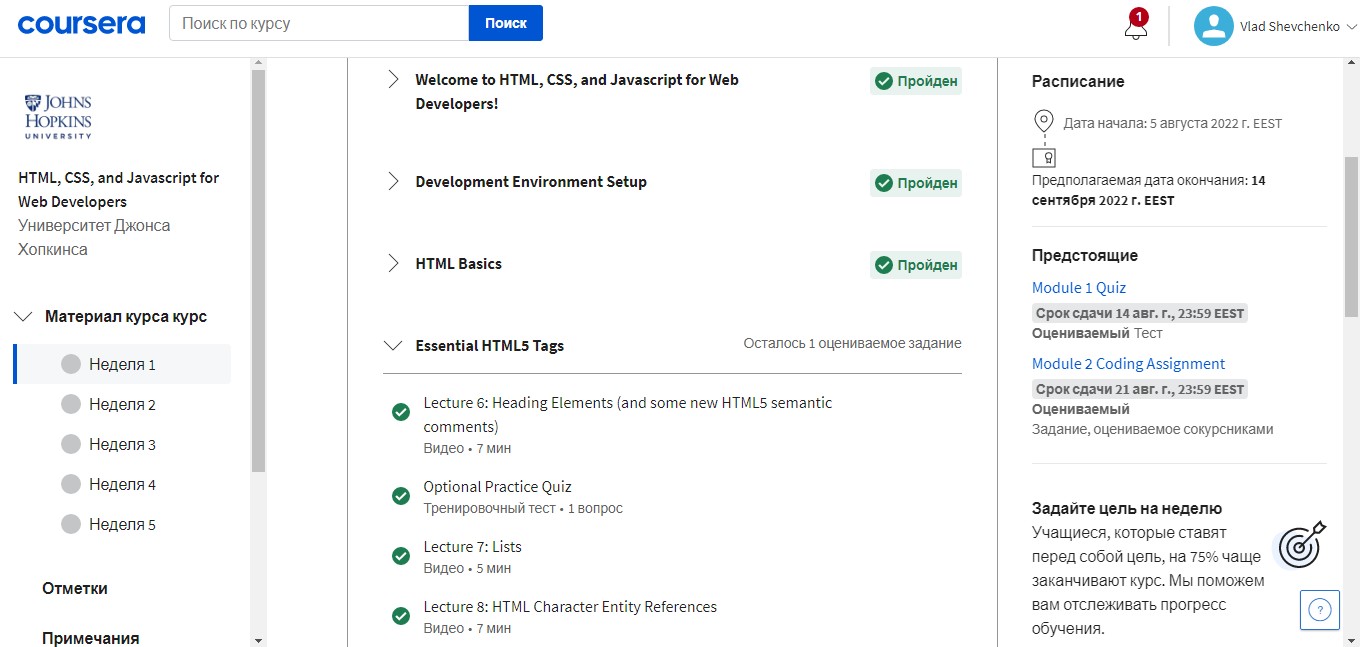 coursera
Поиск по курсу
Поиск
1
Vlad Shevchenko
JOHNS
HOPKINS
UNIVERSITY
HTML, CSS, and Javascript for
Web Developers
Университет Джонса
Хопкинса
Материал курса курс
Неделя 1
Неделя 2
Неделя 3
Неделя 4
Неделя 5
Отметки
Примечания
Welcome to HTML, CSS, and Javascript for Web
Developers!
Пройден
Development Environment Setup
Пройден
HTML Basics
Пройден
Essential HTML5 Tags
Осталось 1 оцениваемое задание
Lecture 6: Heading Elements (and some new HTML5 semantic
comments)
Видео • 7 мин
Optional Practice Quiz
Тренировочный тест • 1 вопрос
Lecture 7: Lists
Видео • 5 мин
Lecture 8: HTML Character Entity References
Видео • 7 мин
Расписание
Дата начала: 5 августа 2022 г. EEST
Предполагаемая дата окончания: 14
сентября 2022 г. EEST
Предстоящие
Module 1 Quiz
Срок сдачи 14 авг. г., 23:59 EEST
Оцениваемый Тест
Module 2 Coding Assignment
Срок сдачи 21 авг. г., 23:59 EEST
Оцениваемый
Задание, оцениваемое сокурсниками
Задайте цель на неделю
Учащиеся, которые ставят
перед собой цель, на 75% чаще
заканчивают курс. Мы поможем
вам отслеживать прогресс
обучения.
?